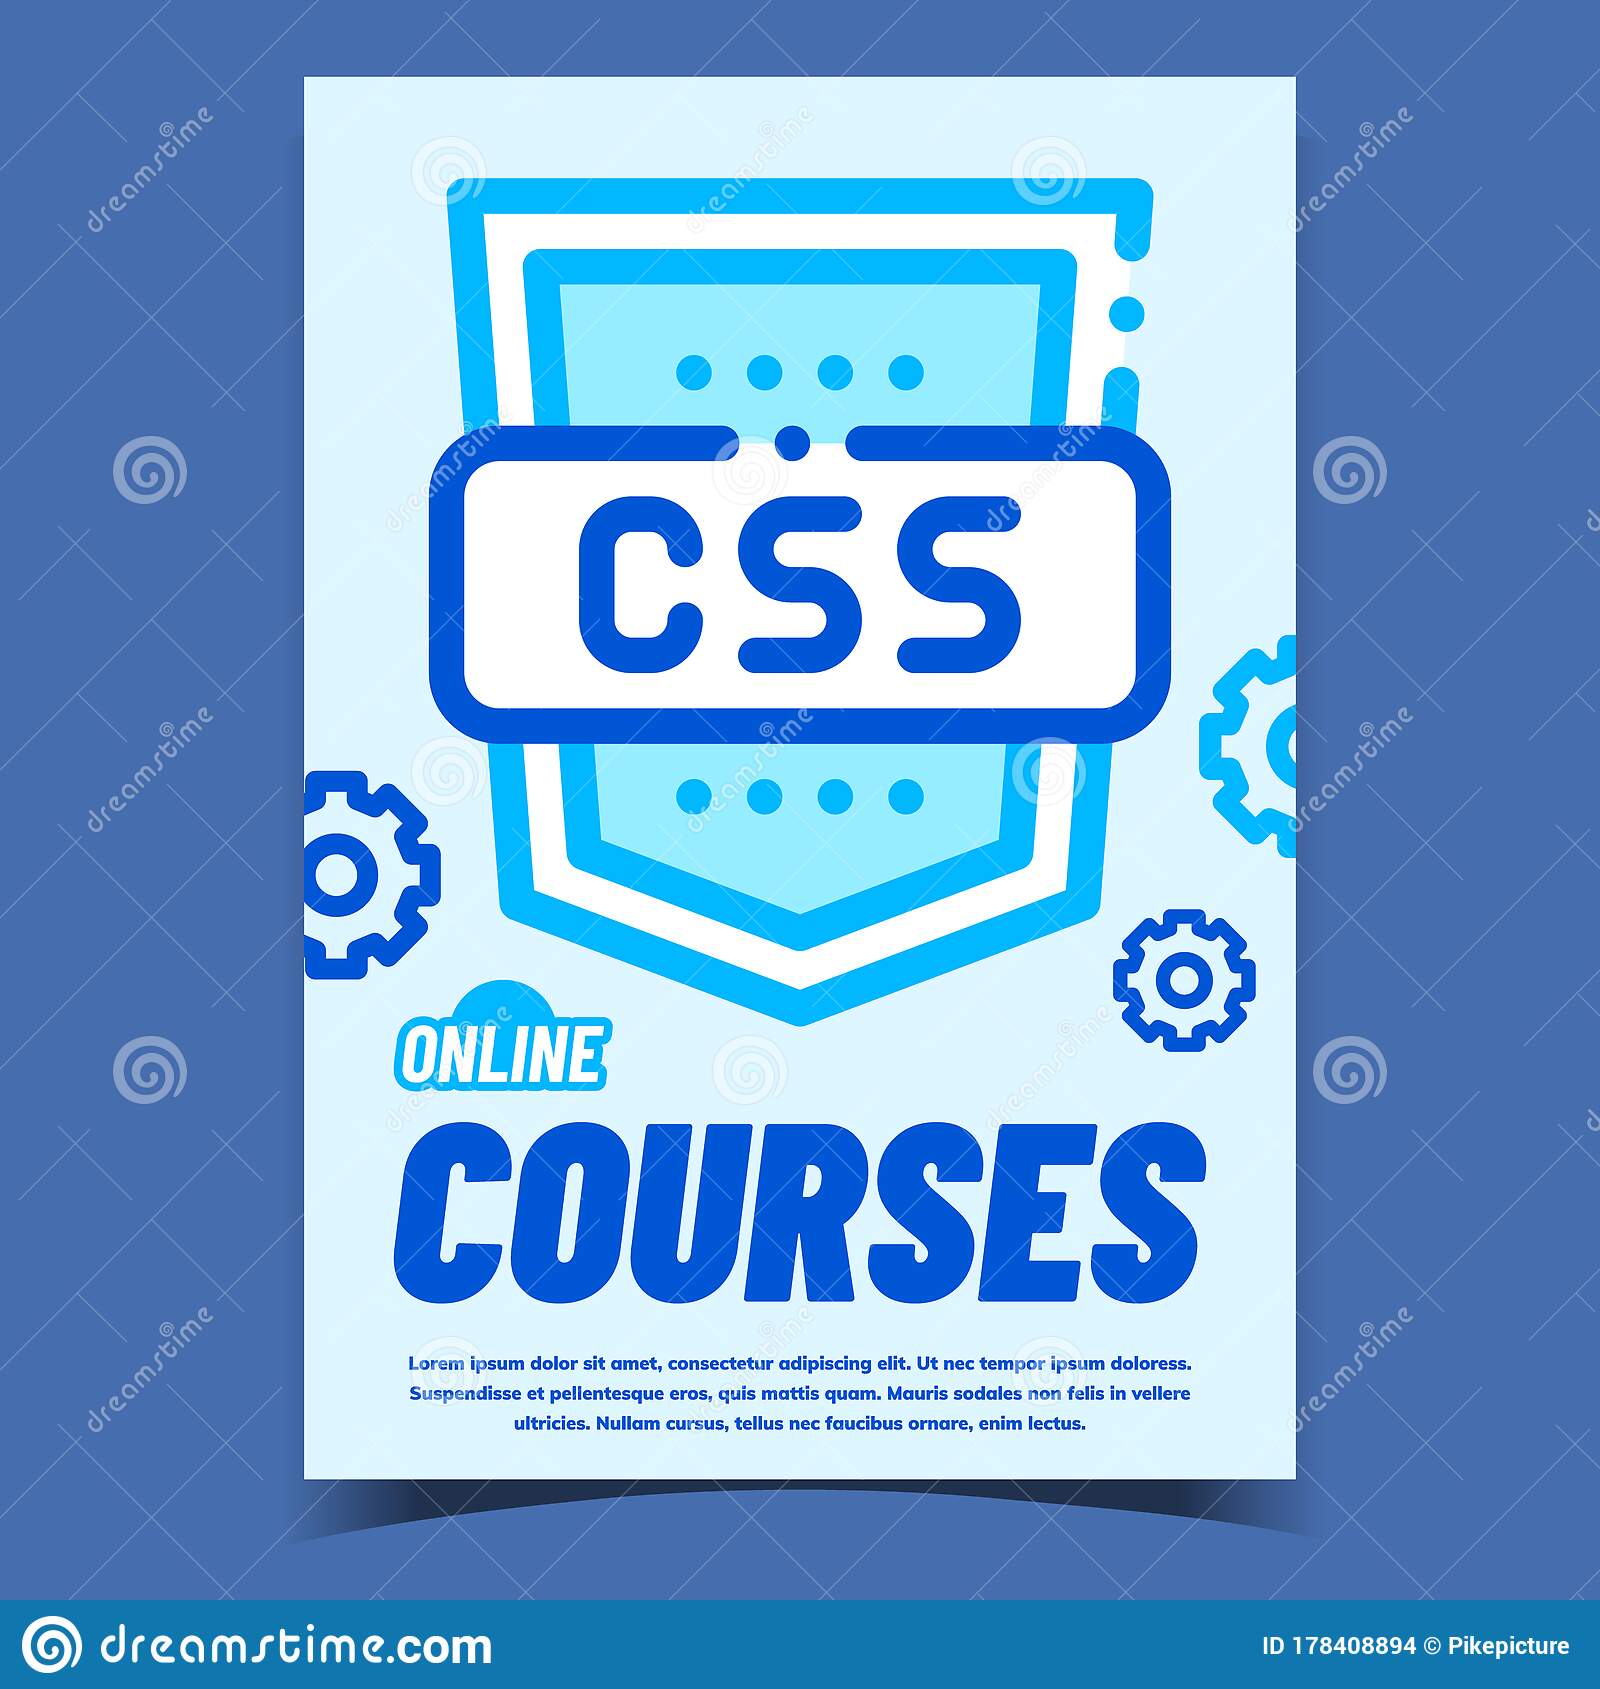 CSS
ONLINE
COURSES
Lorem ipsum dolor sit amet, consectetur adipiscing elit. Ut nec tempor ipsum doloress.
Suspendisse et pellentesque eros, quis mattis quam. Mauris sodales non felis in vellere
ultricies. Nullam cursus, tellus nec faucibus ornare, enim lectus.
dreamstime.com
ID 178408894 © Pikepicture